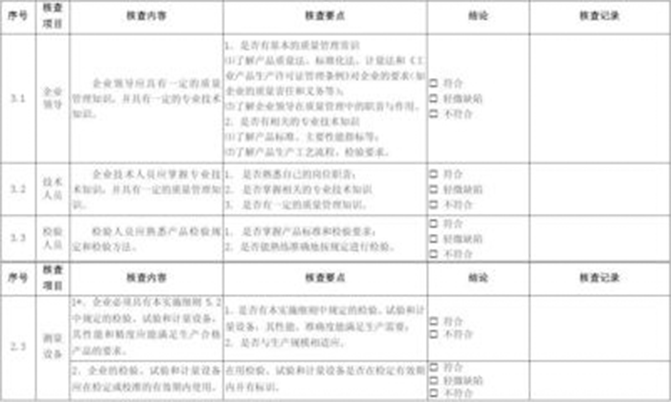 序号 核查项目 核查内容 核查要点 结论 核查记录
3.1 企业领导
企业领导应具有一定的质量
管理知识，并具有一定的专业技术
知识。
1、是否有基本的质量管理常识
⑴了解产品质量法、标准化法、计量法和《工
业产品生产许可证管理条例》对企业的要求（如
企业的质量责任和义务等）；
⑵了解企业领导在质量管理中的职责与作用。
2、是否有相关的专业技术知识
⑴了解产品标准、主要性能指标等；
⑵了解产品生产工艺流程、检验要求。
□ 符合
□ 轻微缺陷
□ 不符合
3.2 技术人员
企业技术人员应掌握专业技
术知识，并具有一定的质量管理知
识。
1. 是否熟悉自己的岗位职责；
2. 是否掌握相关的专业技术知识
3. 是否有一定的质量管理知识。
□ 符合
□ 轻微缺陷
□ 不符合
3.3 检验人员
检验人员应熟悉产品检验规
定和检验方法。
1. 是否掌握产品标准和检验要求；
2. 是否能熟练准确地按规定进行检验。
□ 符合
□ 轻微缺陷
□ 不符合
序号 核查项目 核查内容 核查要点 结论 核查记录
2.3 测量设备
1*、企业必须具有本实施细则 5.2
中规定的检验、试验和计量设备，
其性能和精度应能满足生产合格
产品的要求。
1、是否有本实施细则中规定的检验、试验和计
量设备，其性能、准确度能满足生产需要；
2、是否与生产规模相适应。
□ 符合
□ 不符合
2、企业的检验、试验和计量设备
应在检定或校准的有效期内使用。
在用检验、试验和计量设备是否在检定有效期
内并有标识。
□ 符合
□ 轻微缺陷
□ 不符合